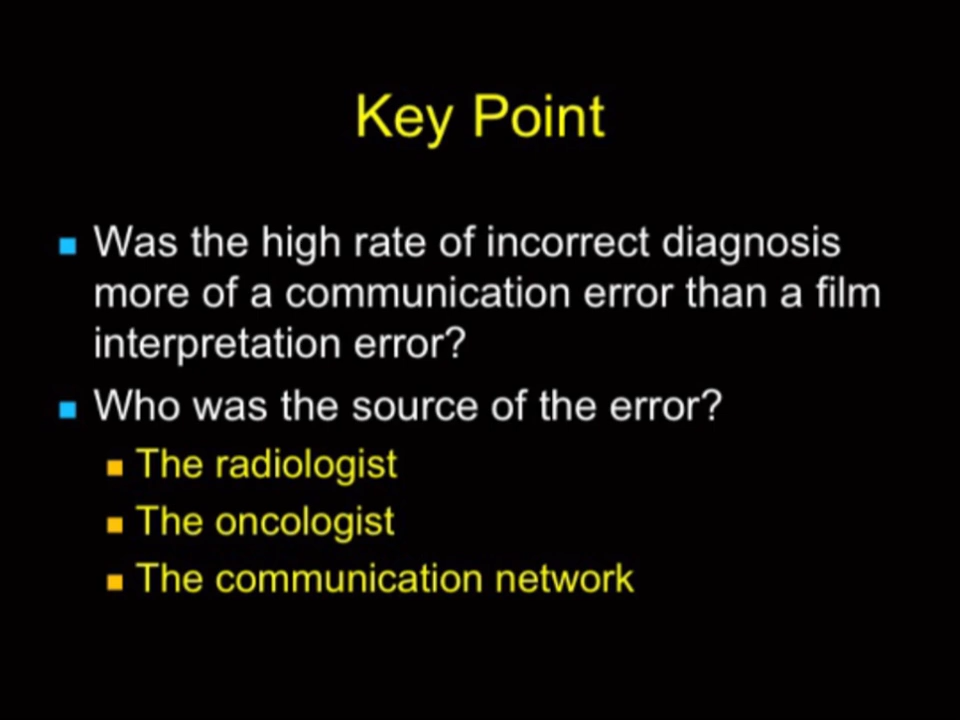 Key Point
Was the high rate of incorrect diagnosis
more of a communication error than a film
interpretation error?
Who was the source of the error?
The radiologist
The oncologist
The communication network